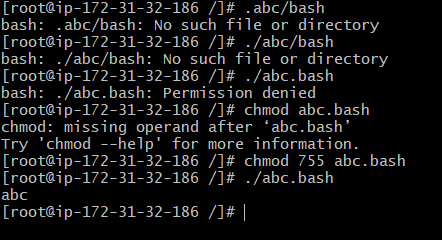 [root@ip-172-31-32-186 /]# .abc/bash
bash: .abc/bash: No such file or directory
[root@ip-172-31-32-186 /]# ./abc/bash
bash: ./abc/bash: No such file or directory
[root@ip-172-31-32-186 /]# ./abc.bash
bash: ./abc.bash: Permission denied
[root@ip-172-31-32-186 /]# chmod abc.bash
chmod: missing operand after ‘abc.bash’
Try 'chmod --help' for more information.
[root@ip-172-31-32-186 /]# chmod 755 abc.bash
[root@ip-172-31-32-186 /]# ./abc.bash
abc
[root@ip-172-31-32-186 /]#